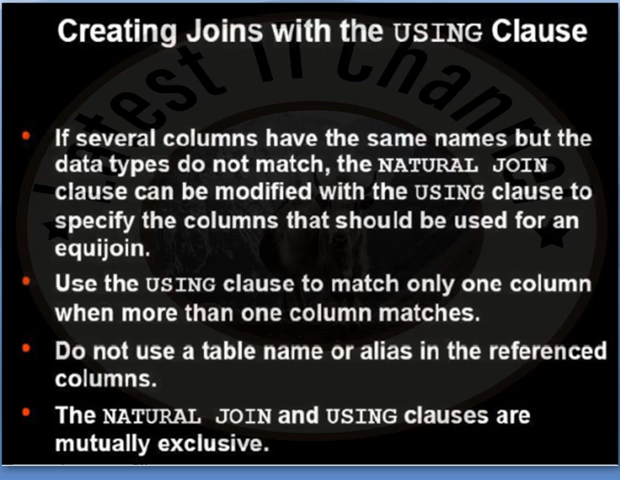 Creating Joins with the USING Clause
Latest IT Channel
• If several columns have the same names but the
data types do not match, the NATURAL JOIN
clause can be modified with the USING clause to
specify the columns that should be used for an
equijoin.
• Use the USING clause to match only one column
when more than one column matches.
• Do not use a table name or alias in the referenced
columns.
• The NATURAL JOIN and USING clauses are
mutually exclusive.